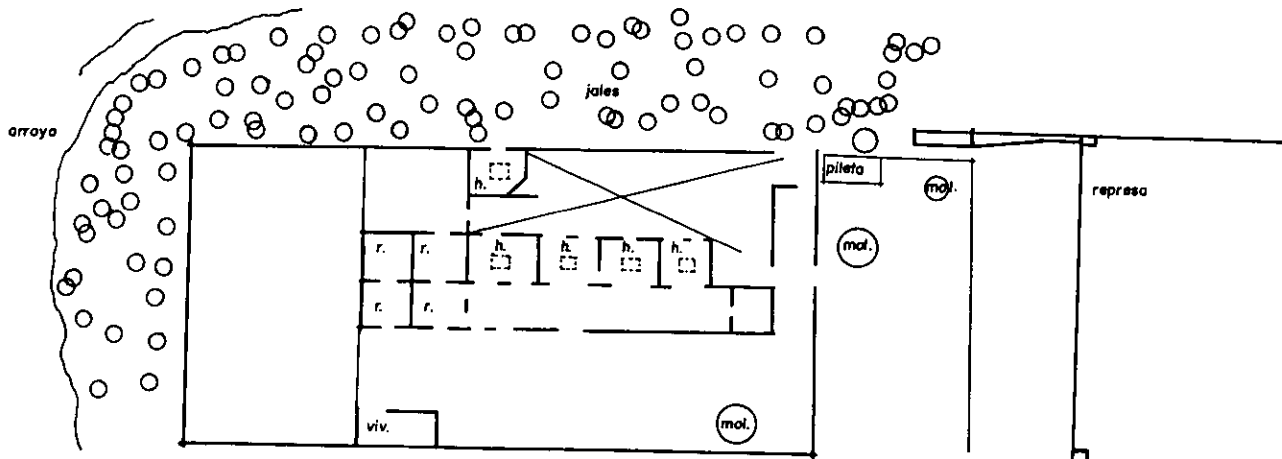 jales
arroyo
pileta
mol.
represa
h.
mol.
r. r. h. h. h. h.
r. r.
viv.
mol.